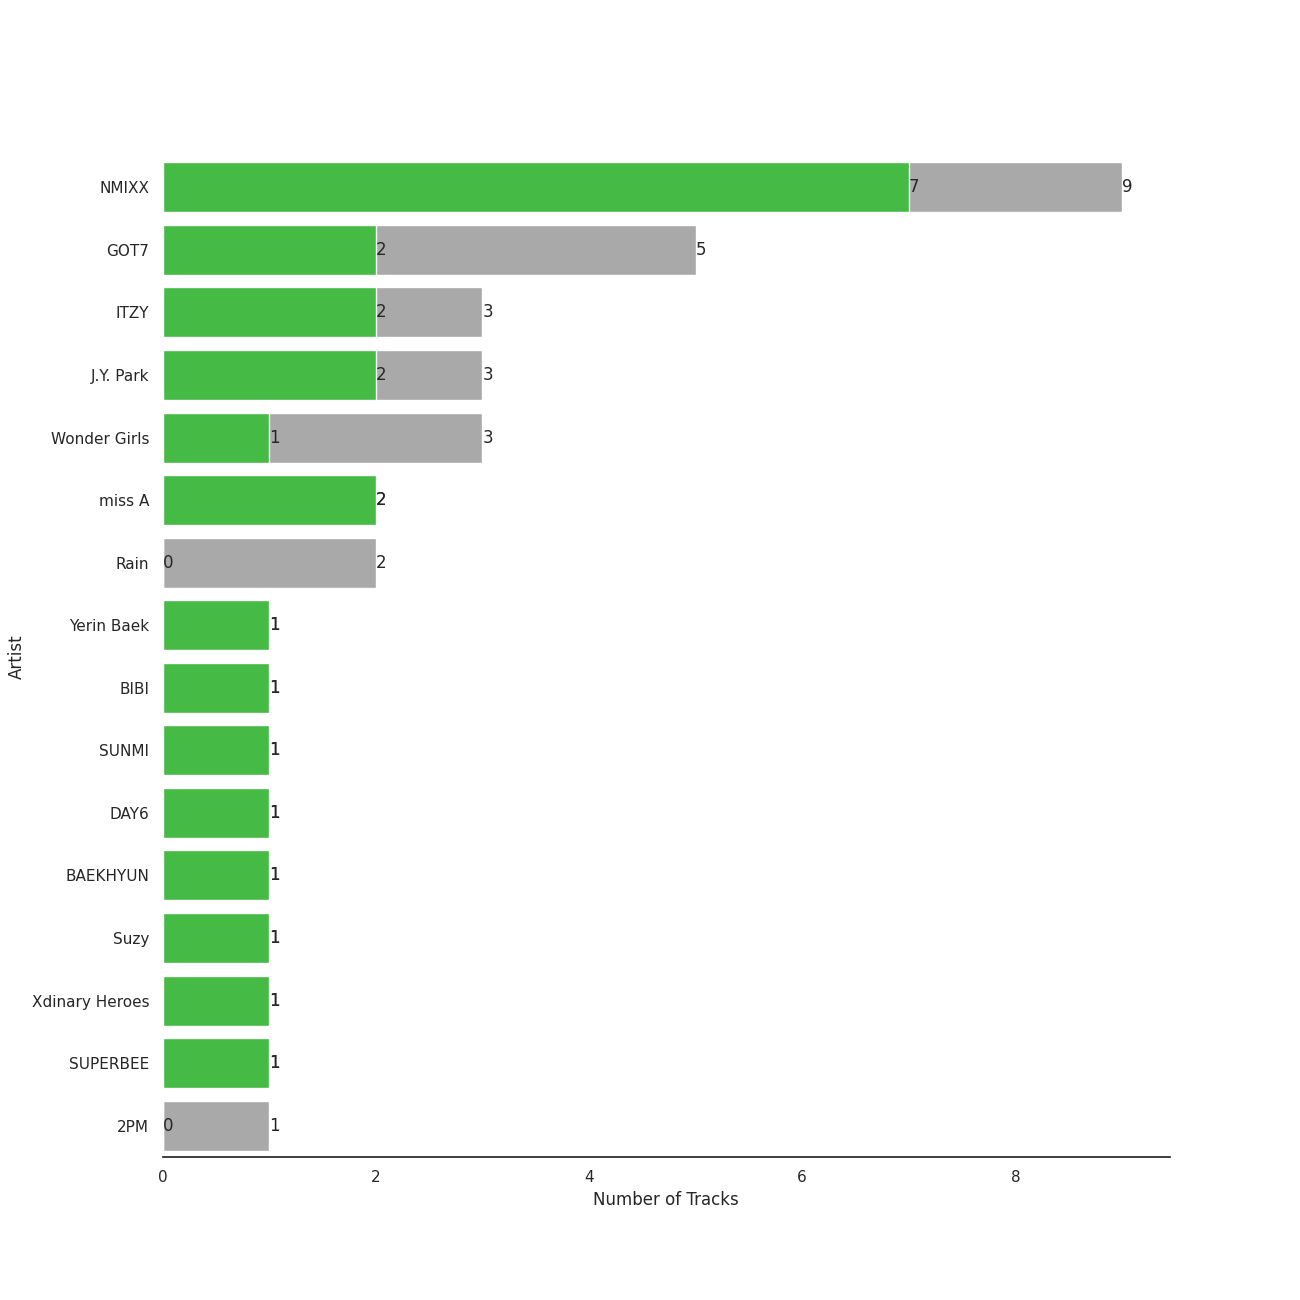 NMIXX 7 9
GOT7 2 5
ITZY 2 3
J.Y. Park 2 3
Wonder Girls 1 3
miss A 2
Rain 0 2
Yerin Baek 1
BIBI 1
SUNMI 1
DAY6 1
BAEKHYUN 1
Suzy 1
Xdinary Heroes 1
SUPERBEE 1
2PM 0 1
0 2 4 6 8
Number of Tracks
Artist